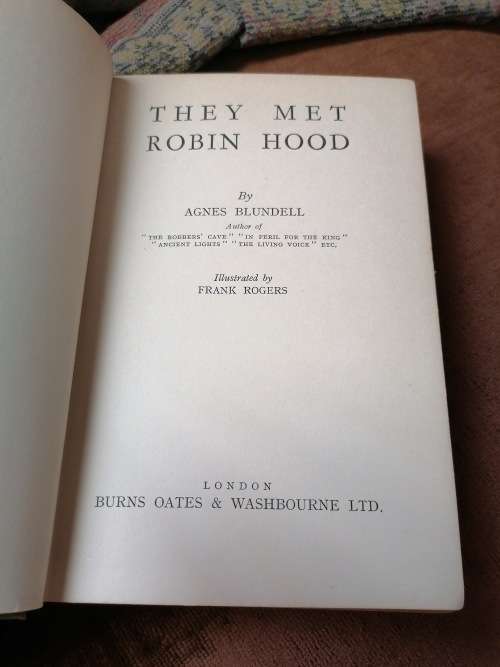 THEY MET
ROBIN HOOD
By
AGNES BLUNDELL
Author of
"THE ROBBERS' CAVE" "IN PERIL FOR THE KING"
"ANCIENT LIGHTS" "THE LIVING VOICE" ETC.
Illustrated by
FRANK ROGERS
LONDON
BURNS OATES & WASHBOURNE LTD.